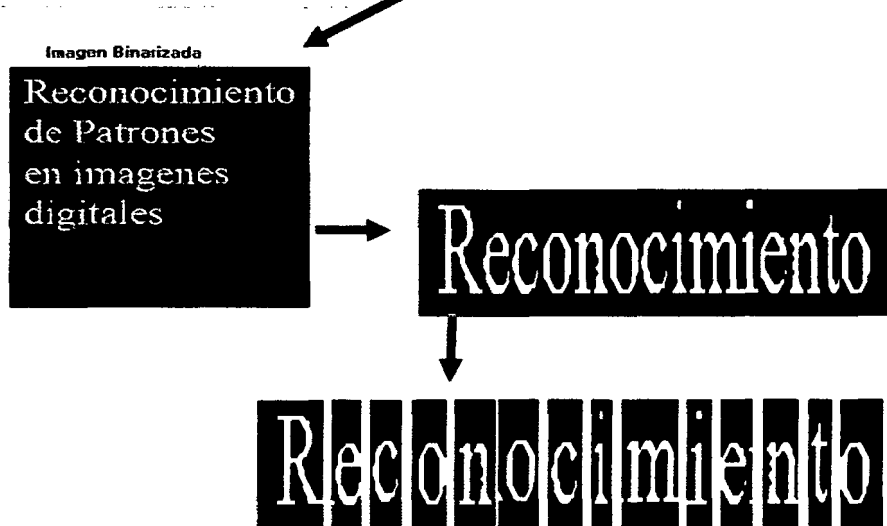 Imagen Binarizada
Reconocimiento
de Patrones
en imagenes
digitales
Reconocimiento
Reconocimiento